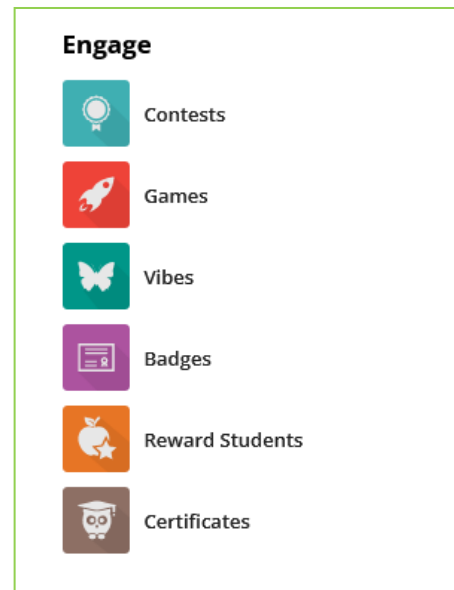 Engage
Contests
Games
Vibes
Badges
Reward Students
Certificates